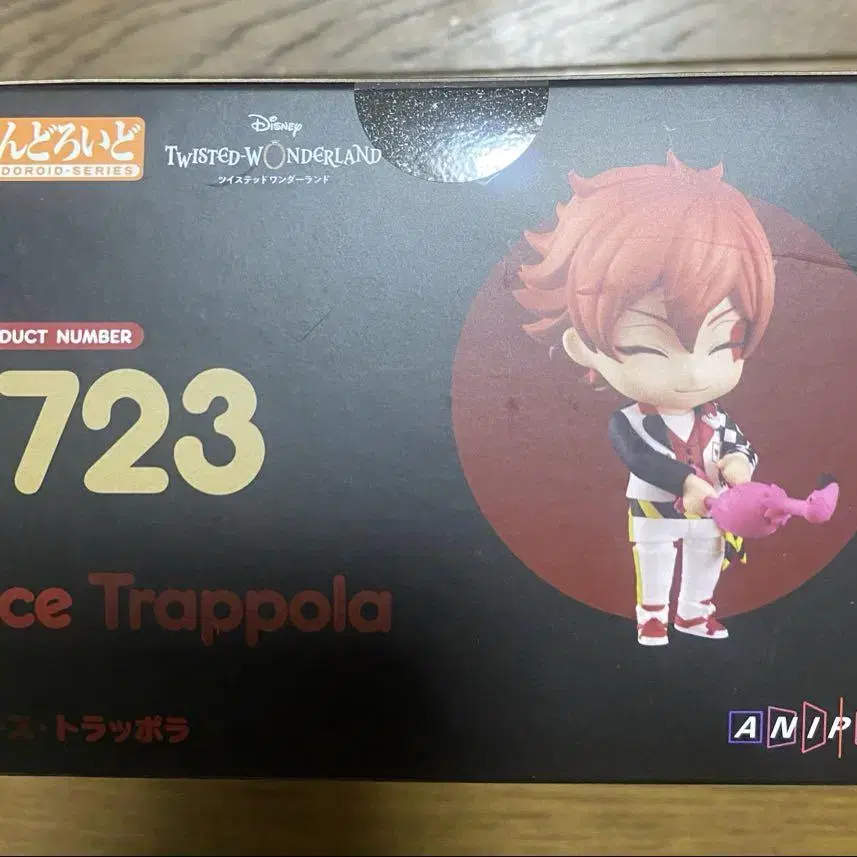 んどろいど
DOROID-SERIES
Disney
TWISTED-WONDERLAND
ツイステッドワンダーランド
DUCT NUMBER
723
ce Trappola
ース・トラッポラ
ANIP